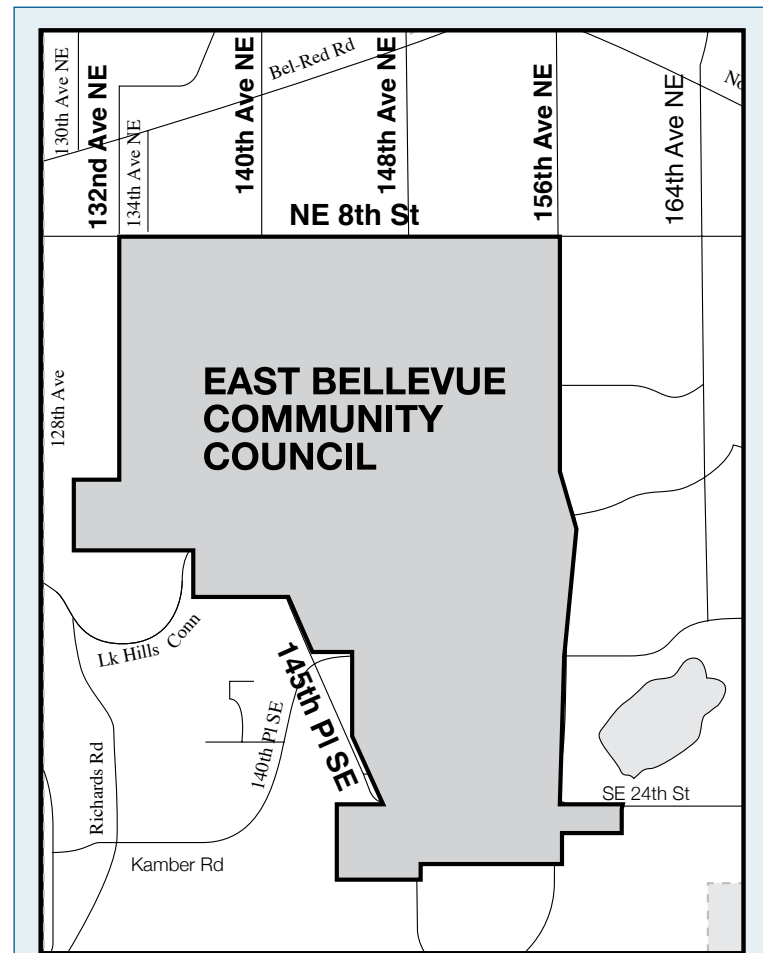 130th Ave NE
132nd Ave NE
134th Ave NE
140th Ave NE
Bel-Red Rd
148th Ave NE
156th Ave NE
164th Ave NE
NE 8th St
128th Ave
EAST BELLEVUE
COMMUNITY
COUNCIL
Lk Hills Conn
145th Pl SE
140th Pl SE
Richards Rd
SE 24th St
Kamber Rd